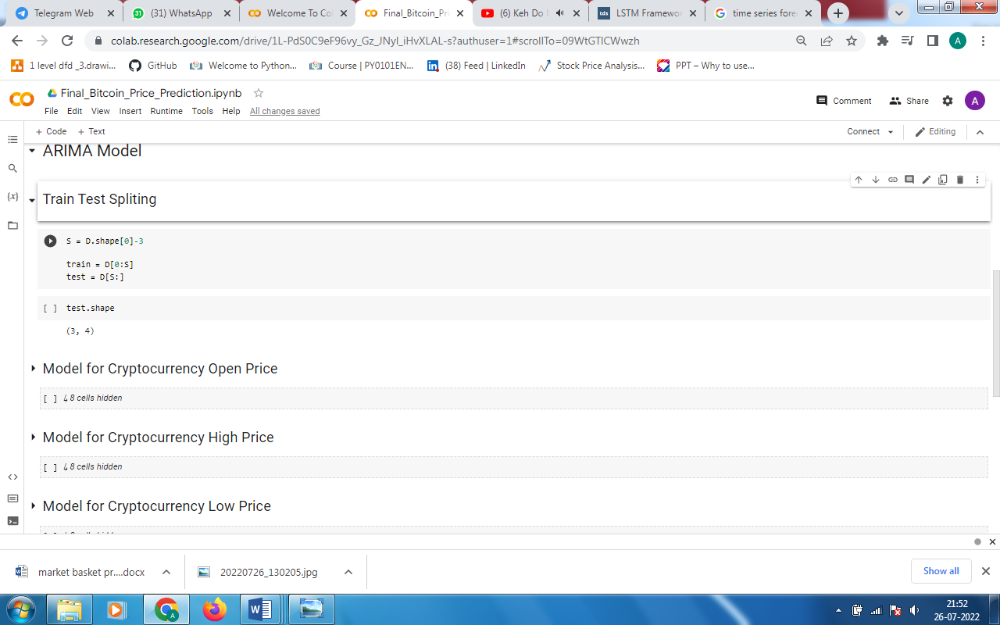 Telegram Web
(31) WhatsApp
Welcome To Col
Final_Bitcoin_Pr
(6) Keh Do
LSTM Framewor
time series fore
colab.research.google.com/drive/1L-PdS0C9eF96vy_Gz_JNyI_iHvXLAL-s?authuser=1#scrollTo=09WtGTlCWwzh
A
1 level dfd _3.drawi...
GitHub
Welcome to Python...
Course | PY0101EN...
(38) Feed | LinkedIn
Stock Price Analysis...
PPT – Why to use...
Final_Bitcoin_Price_Prediction.ipynb
File Edit View Insert Runtime Tools Help All changes saved
Comment
Share
A
+ Code + Text
Connect
Editing
ARIMA Model
Train Test Spliting
S = D.shape[0]-3
train = D[0:S]
test = D[S:]
[ ] test.shape
(3, 4)
Model for Cryptocurrency Open Price
[ ] ↳ 8 cells hidden
Model for Cryptocurrency High Price
[ ] ↳ 8 cells hidden
Model for Cryptocurrency Low Price
market basket pr....docx
20220726_130205.jpg
Show all
21:52
26-07-2022